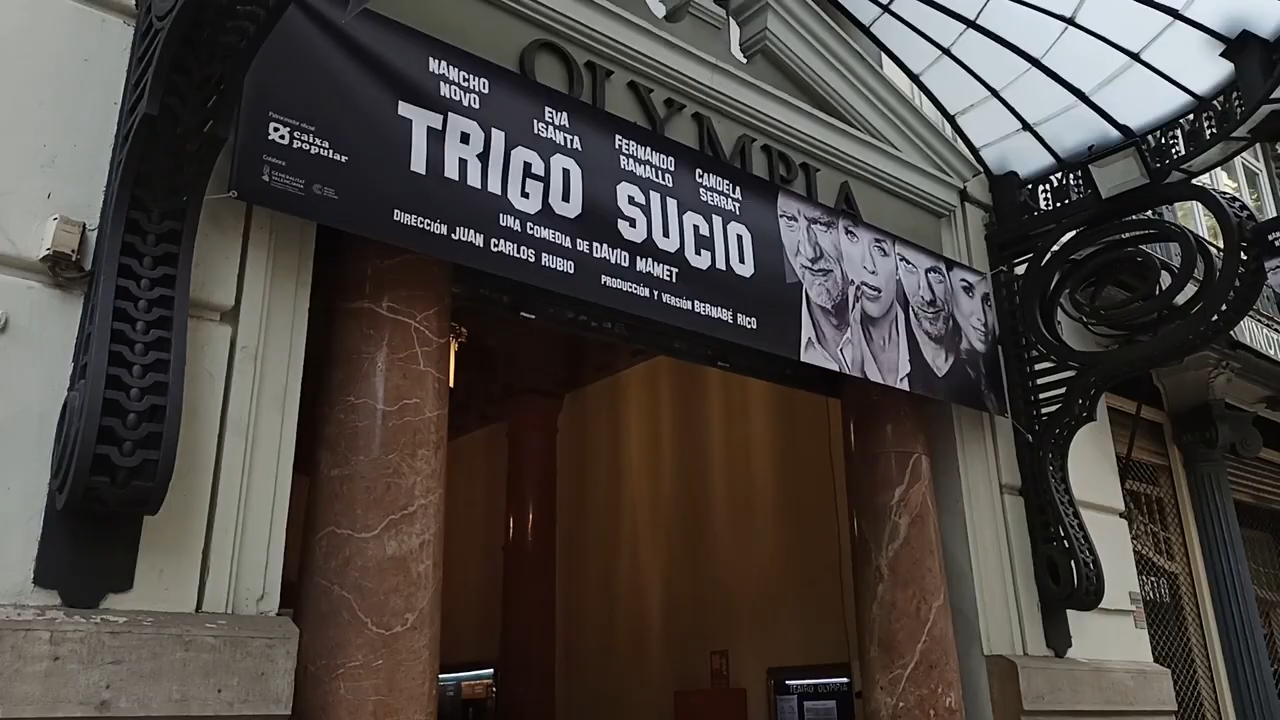 OLYMPIA
NANCHO
NOVO
EVA
ISANTA
FERNANDO
RAMALLO
CANDELA
SERRAT
TRIGO SUCIO
UNA COMEDIA DE DAVID MAMET
DIRECCIÓN JUAN CARLOS RUBIO
PRODUCCIÓN Y VERSIÓN BERNABÉ RICO
Patrocinador oficial:
caixa
popular
Colabora:
GENERALITAT
VALENCIANA
TEATRO OLYMPIA